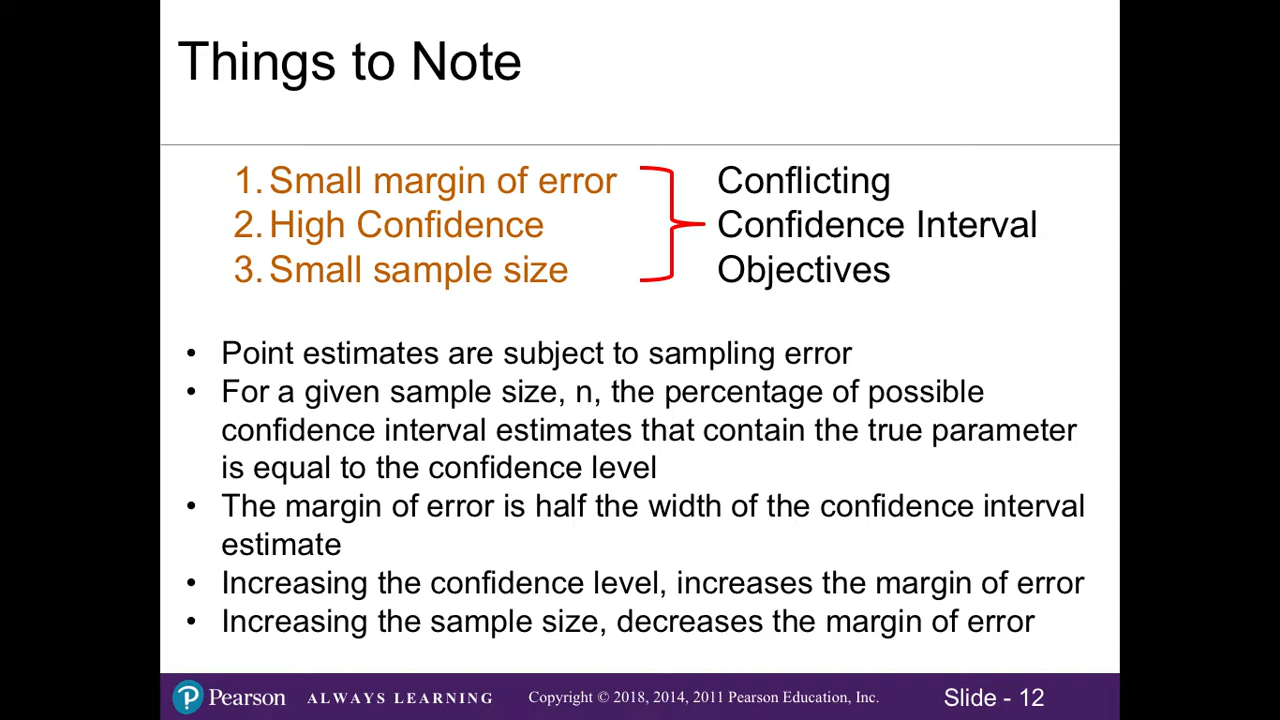 Things to Note
1. Small margin of error
2. High Confidence
3. Small sample size
Conflicting
Confidence Interval
Objectives
• Point estimates are subject to sampling error
• For a given sample size, n, the percentage of possible
confidence interval estimates that contain the true parameter
is equal to the confidence level
• The margin of error is half the width of the confidence interval
estimate
• Increasing the confidence level, increases the margin of error
• Increasing the sample size, decreases the margin of error
P Pearson ALWAYS LEARNING Copyright © 2018, 2014, 2011 Pearson Education, Inc. Slide - 12